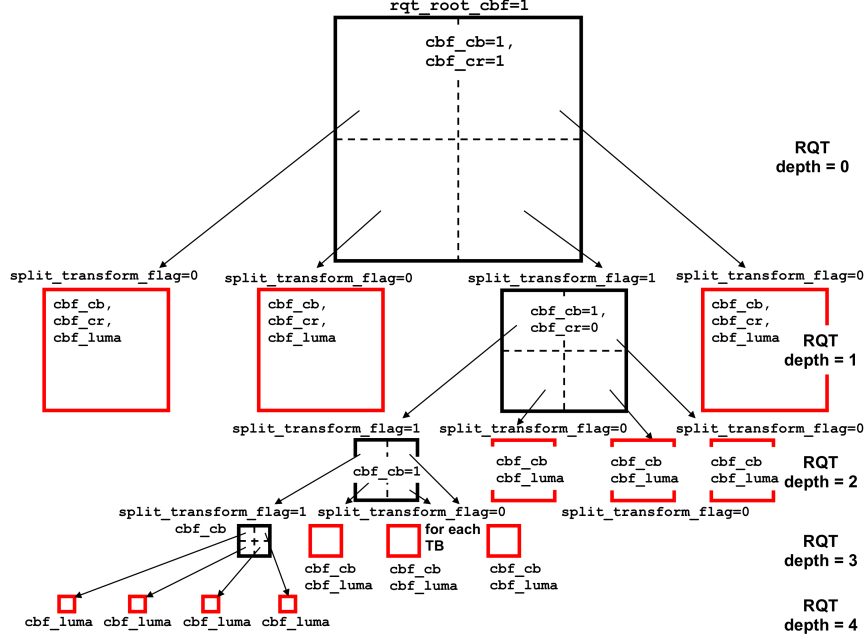 rqt_root_cbf=1
cbf_cb=1,
cbf_cr=1
RQT
depth = 0
split_transform_flag=0
split_transform_flag=0
split_transform_flag=1
split_transform_flag=0
cbf_cb,
cbf_cr,
cbf_luma
cbf_cb,
cbf_cr,
cbf_luma
cbf_cb=1,
cbf_cr=0
cbf_cb,
cbf_cr,
cbf_luma
RQT
depth = 1
split_transform_flag=1
split_transform_flag=0
split_transform_flag=0
cbf_cb=1
cbf_cb
cbf_luma
cbf_cb
cbf_luma
cbf_cb
cbf_luma
RQT
depth = 2
split_transform_flag=1
split_transform_flag=0
split_transform_flag=0
cbf_cb
for each
TB
cbf_cb
cbf_luma
cbf_cb
cbf_luma
cbf_cb
cbf_luma
RQT
depth = 3
cbf_luma
cbf_luma
cbf_luma
cbf_luma
RQT
depth = 4